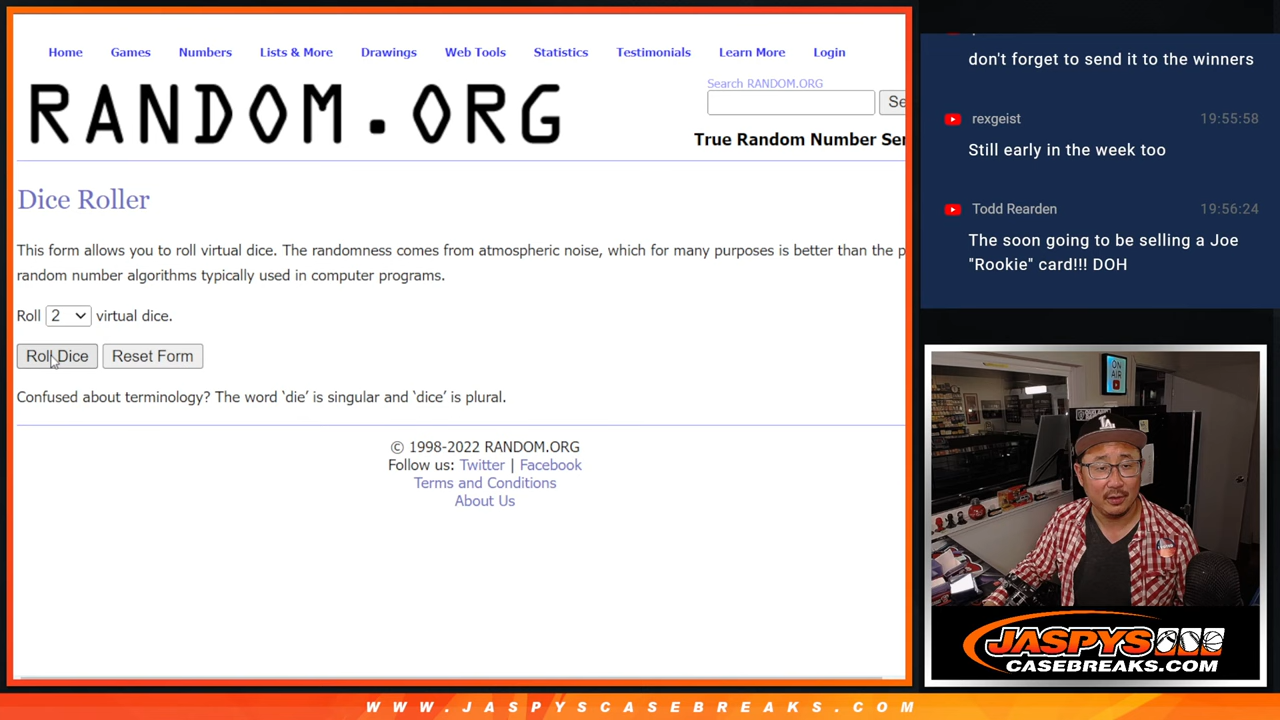 Home Games Numbers Lists & More Drawings Web Tools Statistics Testimonials Learn More Login
RANDOM.ORG
Search RANDOM.ORG
Se
True Random Number Ser
Dice Roller
This form allows you to roll virtual dice. The randomness comes from atmospheric noise, which for many purposes is better than the p
random number algorithms typically used in computer programs.
Roll 2 virtual dice.
Roll Dice Reset Form
Confused about terminology? The word ‘die’ is singular and ‘dice’ is plural.
© 1998-2022 RANDOM.ORG
Follow us: Twitter | Facebook
Terms and Conditions
About Us
don't forget to send it to the winners
rexgeist 19:55:58
Still early in the week too
Todd Rearden 19:56:24
The soon going to be selling a Joe
"Rookie" card!!! DOH
ON
AIR
LA
JASPYS
CASEBREAKS.COM
WWW.JASPYSCASEBREAKS.COM